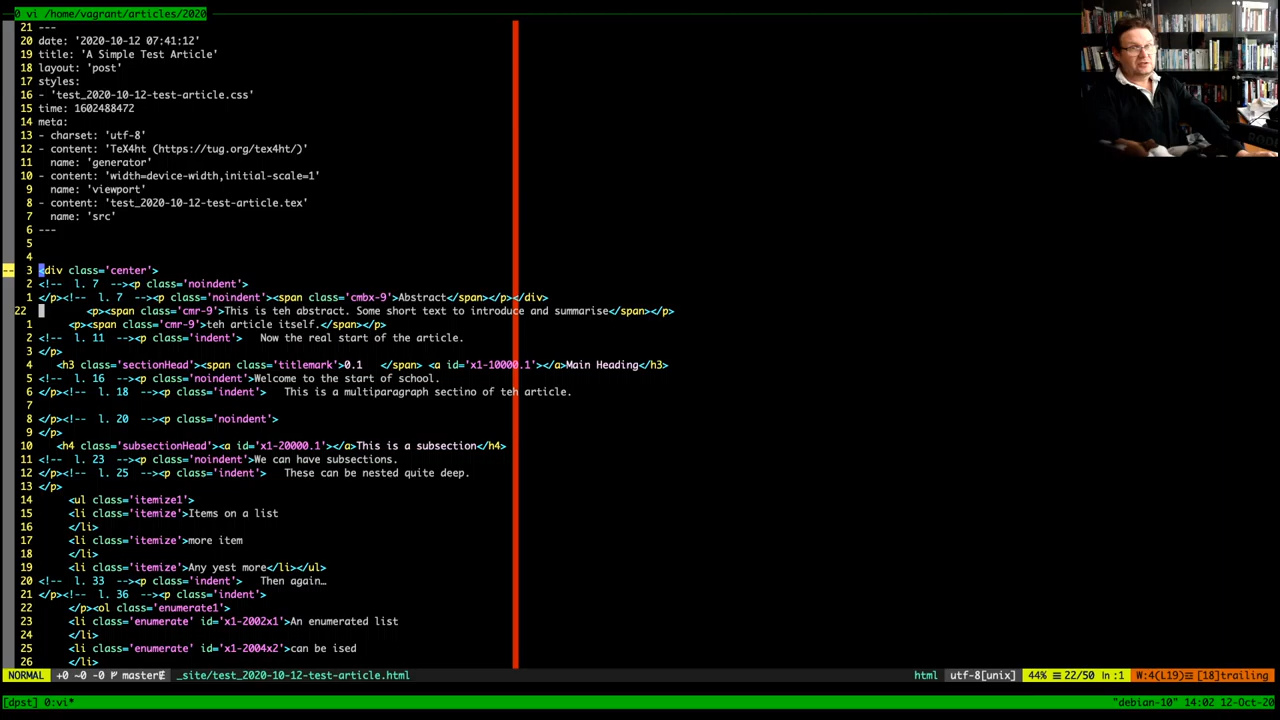 0 vi /home/vagrant/articles/2020
21 ---
20 date: '2020-10-12 07:41:12'
19 title: 'A Simple Test Article'
18 layout: 'post'
17 styles:
16 - 'test_2020-10-12-test-article.css'
15 time: 1602488472
14 meta:
13 - charset: 'utf-8'
12 - content: 'TeX4ht (https://tug.org/tex4ht/)'
11   name: 'generator'
10 - content: 'width=device-width,initial-scale=1'
9   name: 'viewport'
8 - content: 'test_2020-10-12-test-article.tex'
7   name: 'src'
6 ---
5
4
-- 3 <div class='center'>
2 <!--  l. 7  --><p class='noindent'>
1 </p><!--  l. 7  --><p class='noindent'><span class='cmbx-9'>Abstract</span></p></div>
22         <p><span class='cmr-9'>This is teh abstract. Some short text to introduce and summarise</span></p>
1      <p><span class='cmr-9'>teh article itself.</span></p>
2 <!--  l. 11  --><p class='indent'>   Now the real start of the article.
3 </p>
4    <h3 class='sectionHead'><span class='titlemark'>0.1   </span> <a id='x1-10000.1'></a>Main Heading</h3>
5 <!--  l. 16  --><p class='noindent'>Welcome to the start of school.
6 </p><!--  l. 18  --><p class='indent'>   This is a multiparagraph sectino of teh article.
7
8 </p><!--  l. 20  --><p class='noindent'>
9 </p>
10    <h4 class='subsectionHead'><a id='x1-20000.1'></a>This is a subsection</h4>
11 <!--  l. 23  --><p class='noindent'>We can have subsections.
12 </p><!--  l. 25  --><p class='indent'>   These can be nested quite deep.
13 </p>
14      <ul class='itemize1'>
15      <li class='itemize'>Items on a list
16      </li>
17      <li class='itemize'>more item
18      </li>
19      <li class='itemize'>Any yest more</li></ul>
20 <!--  l. 33  --><p class='indent'>   Then again…
21 </p><!--  l. 36  --><p class='indent'>
22      </p><ol class='enumerate1'>
23      <li class='enumerate' id='x1-2002x1'>An enumerated list
24      </li>
25      <li class='enumerate' id='x1-2004x2'>can be ised
26      </li>
NORMAL +0 ~0 -0 master _site/test_2020-10-12-test-article.html html utf-8[unix] 44% 22/50 ln :1 W:4(L19) [18]trailing
[dpst] 0:vi* "debian-10" 14:02 12-Oct-20